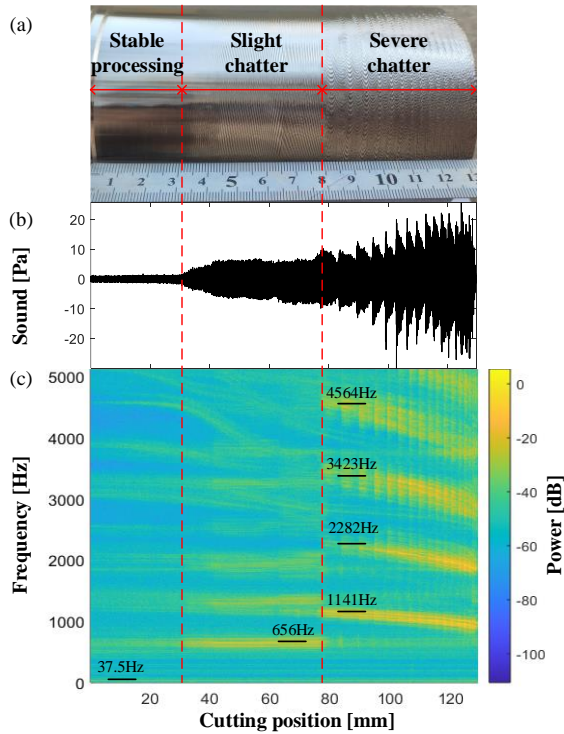 (a)
Stable
processing
Slight
chatter
Severe
chatter
1 2 3 4 5 6 7 8 9 10 11 12
(b)
20
10
0
-10
-20
Sound [Pa]
(c)
5000
4000
3000
2000
1000
0
Frequency [Hz]
4564Hz
3423Hz
2282Hz
1141Hz
656Hz
37.5Hz
20 40 60 80 100 120
Cutting position [mm]
0
-20
-40
-60
-80
-100
Power [dB]